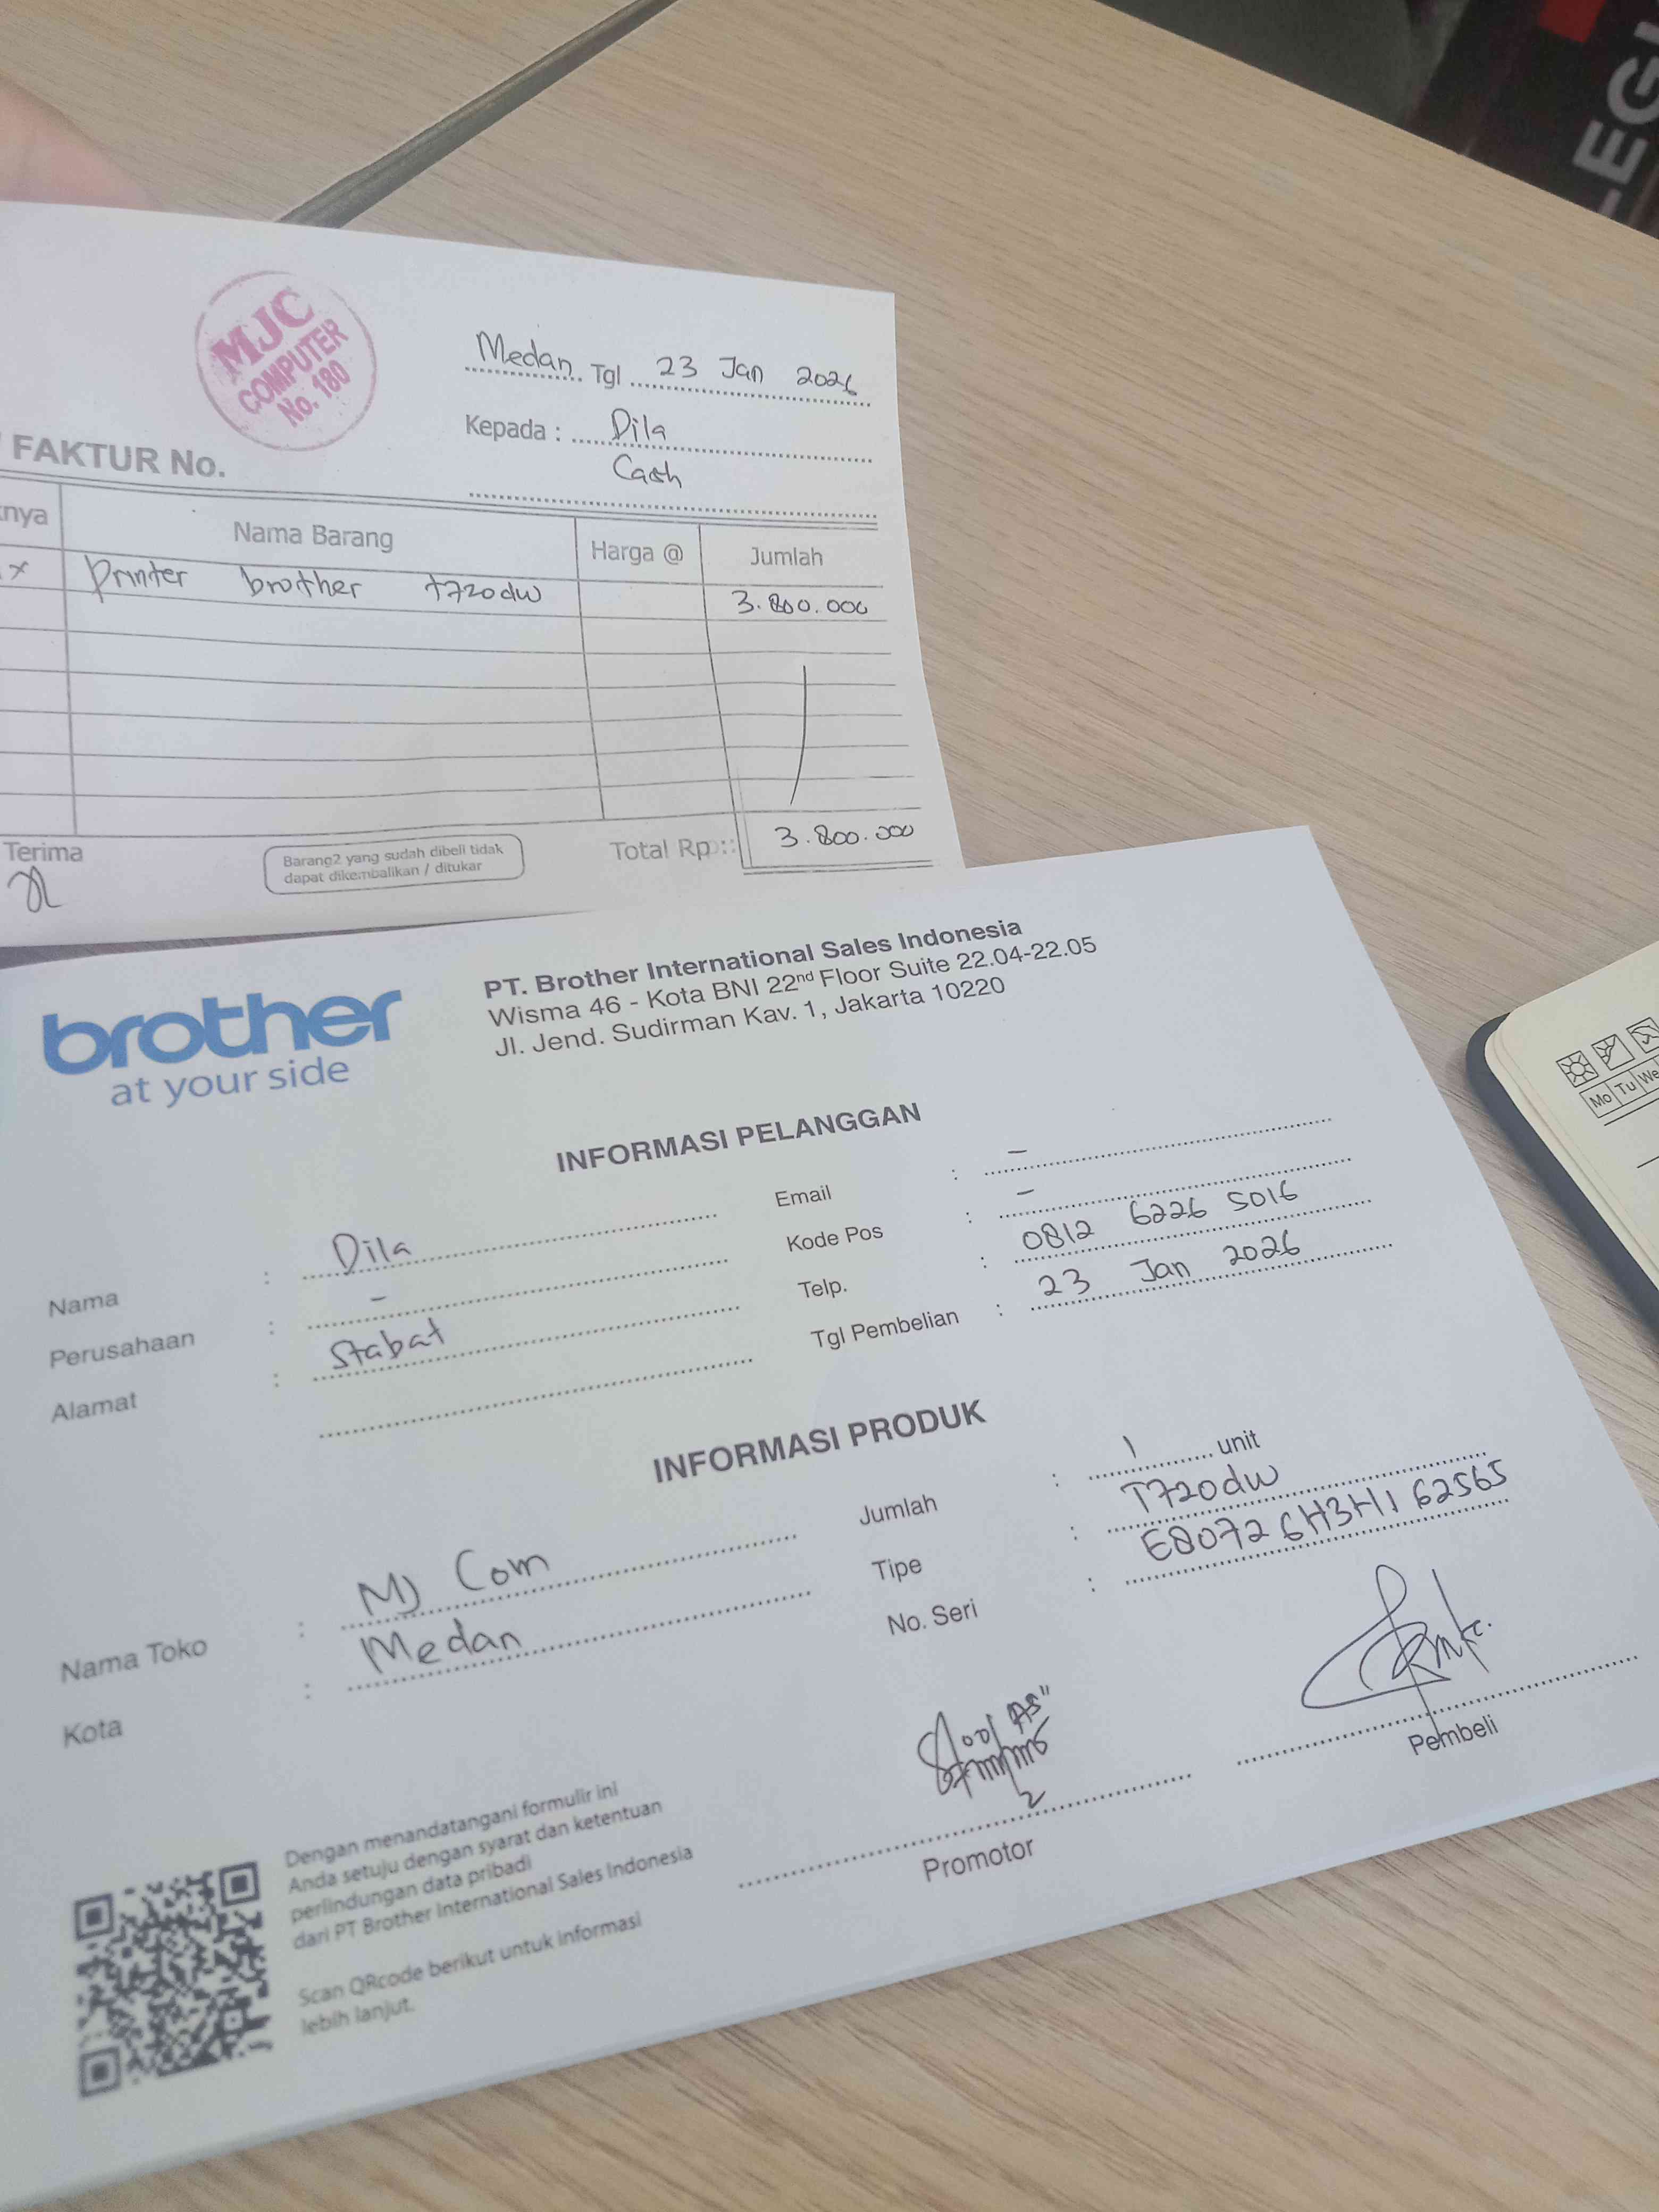 LEGI
MJC
COMPUTER
No. 180
Medan Tgl 23 Jan 2026
Kepada : Dila
Cash
FAKTUR No.
knya Nama Barang Harga @ Jumlah
x Printer brother t720dw 3.800.000
Terima
Barang2 yang sudah dibeli tidak
dapat dikembalikan / ditukar
Total Rp : 3.800.000
brother
at your side
PT. Brother International Sales Indonesia
Wisma 46 - Kota BNI 22nd Floor Suite 22.04-22.05
Jl. Jend. Sudirman Kav. 1, Jakarta 10220
INFORMASI PELANGGAN
Nama : Dila
Perusahaan : -
Alamat : Stabat
Email : -
Kode Pos : -
Telp. : 0812 6226 5016
Tgl Pembelian : 23 Jan 2026
INFORMASI PRODUK
Nama Toko : MJ Com
Kota : Medan
Jumlah : 1 unit
Tipe : T720dw
No. Seri : E80726H3H162565
Promotor
Pembeli
Dengan menandatangani formulir ini
Anda setuju dengan syarat dan ketentuan
perlindungan data pribadi
dari PT Brother International Sales Indonesia
Scan QRcode berikut untuk informasi
lebih lanjut.
Mo Tu We